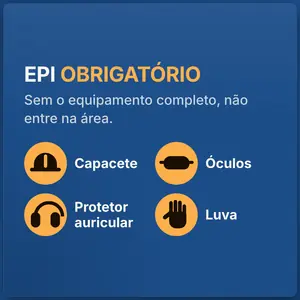 EPI OBRIGATÓRIO
Sem o equipamento completo, não
entre na área.
Capacete
Óculos
Protetor
auricular
Luva